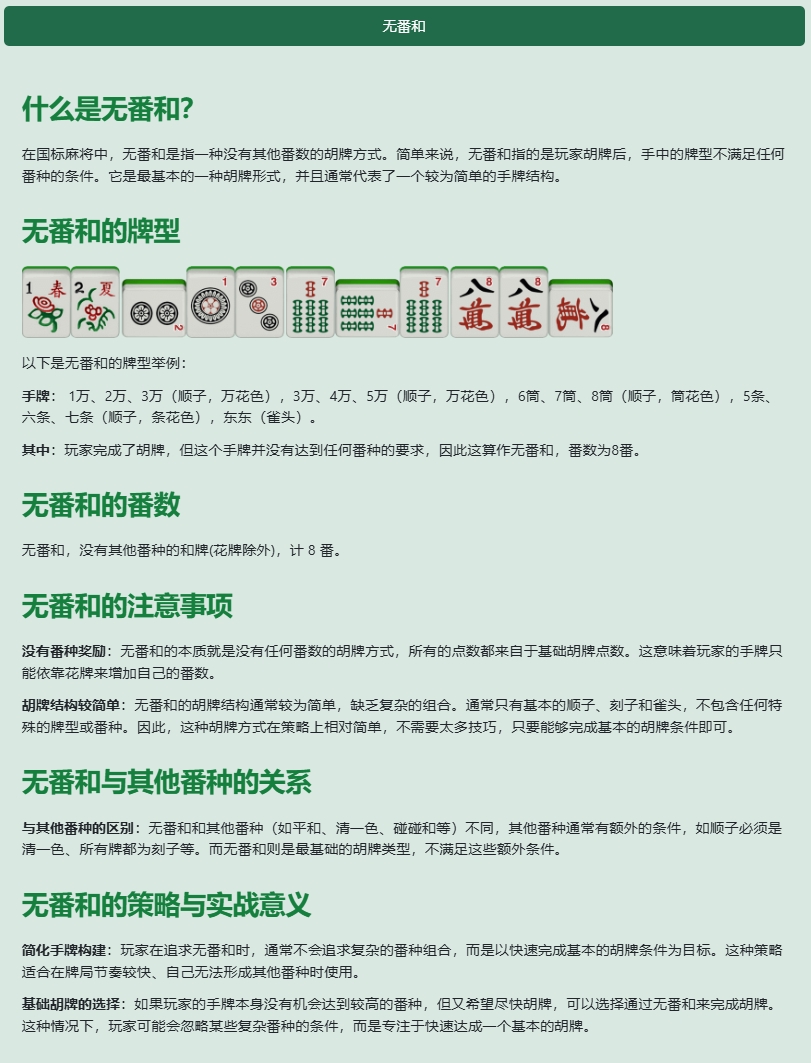 无番和
什么是无番和？
在国标麻将中，无番和是指一种没有其他番数的胡牌方式。简单来说，无番和指的是玩家胡牌后，手中的牌型不满足任何
番种的条件。它是最基本的一种胡牌形式，并且通常代表了一个较为简单的手牌结构。
无番和的牌型
1 春 2 夏 2 1 3 7 7 7 八萬 8 八萬 8 八萬 8
以下是无番和的牌型举例：
手牌： 1万、2万、3万（顺子，万花色），3万、4万、5万（顺子，万花色），6筒、7筒、8筒（顺子，筒花色），5条、
六条、七条（顺子，条花色），东东（雀头）。
其中：玩家完成了胡牌，但这个手牌并没有达到任何番种的要求，因此这算作无番和，番数为8番。
无番和的番数
无番和，没有其他番种的和牌(花牌除外)，计 8 番。
无番和的注意事项
没有番种奖励：无番和的本质就是没有任何番数的胡牌方式，所有的点数都来自于基础胡牌点数。这意味着玩家的手牌只
能依靠花牌来增加自己的番数。
胡牌结构较简单：无番和的胡牌结构通常较为简单，缺乏复杂的组合。通常只有基本的顺子、刻子和雀头，不包含任何特
殊的牌型或番种。因此，这种胡牌方式在策略上相对简单，不需要太多技巧，只要能够完成基本的胡牌条件即可。
无番和与其他番种的关系
与其他番种的区别：无番和和其他番种（如平和、清一色、碰碰和等）不同，其他番种通常有额外的条件，如顺子必须是
清一色、所有牌都为刻子等。而无番和则是最基础的胡牌类型，不满足这些额外条件。
无番和的策略与实战意义
简化手牌构建：玩家在追求无番和时，通常不会追求复杂的番种组合，而是以快速完成基本的胡牌条件为目标。这种策略
适合在牌局节奏较快、自己无法形成其他番种时使用。
基础胡牌的选择：如果玩家的手牌本身没有机会达到较高的番种，但又希望尽快胡牌，可以选择通过无番和来完成胡牌。
这种情况下，玩家可能会忽略某些复杂番种的条件，而是专注于快速达成一个基本的胡牌。